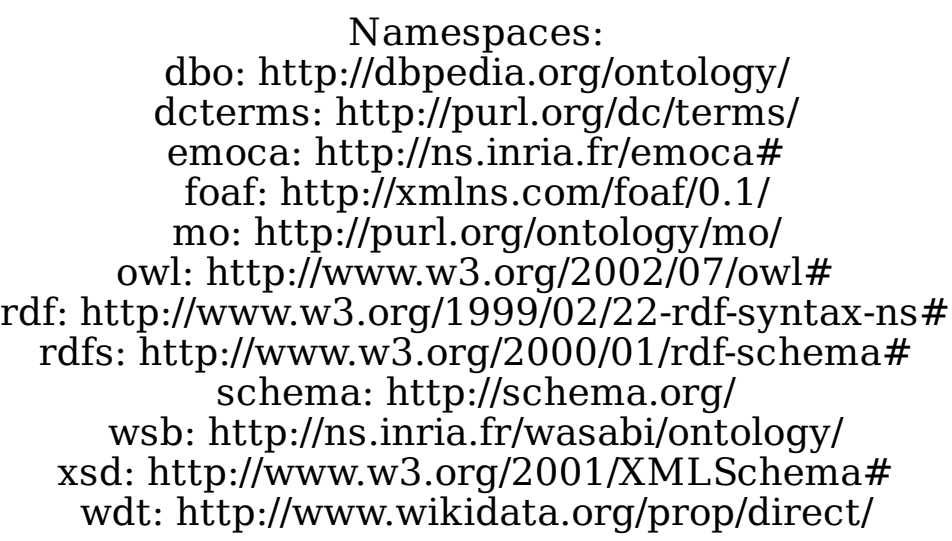 Namespaces:
dbo: http://dbpedia.org/ontology/
dcterms: http://purl.org/dc/terms/
emoca: http://ns.inria.fr/emoca#
foaf: http://xmlns.com/foaf/0.1/
mo: http://purl.org/ontology/mo/
owl: http://www.w3.org/2002/07/owl#
rdf: http://www.w3.org/1999/02/22-rdf-syntax-ns#
rdfs: http://www.w3.org/2000/01/rdf-schema#
schema: http://schema.org/
wsb: http://ns.inria.fr/wasabi/ontology/
xsd: http://www.w3.org/2001/XMLSchema#
wdt: http://www.wikidata.org/prop/direct/